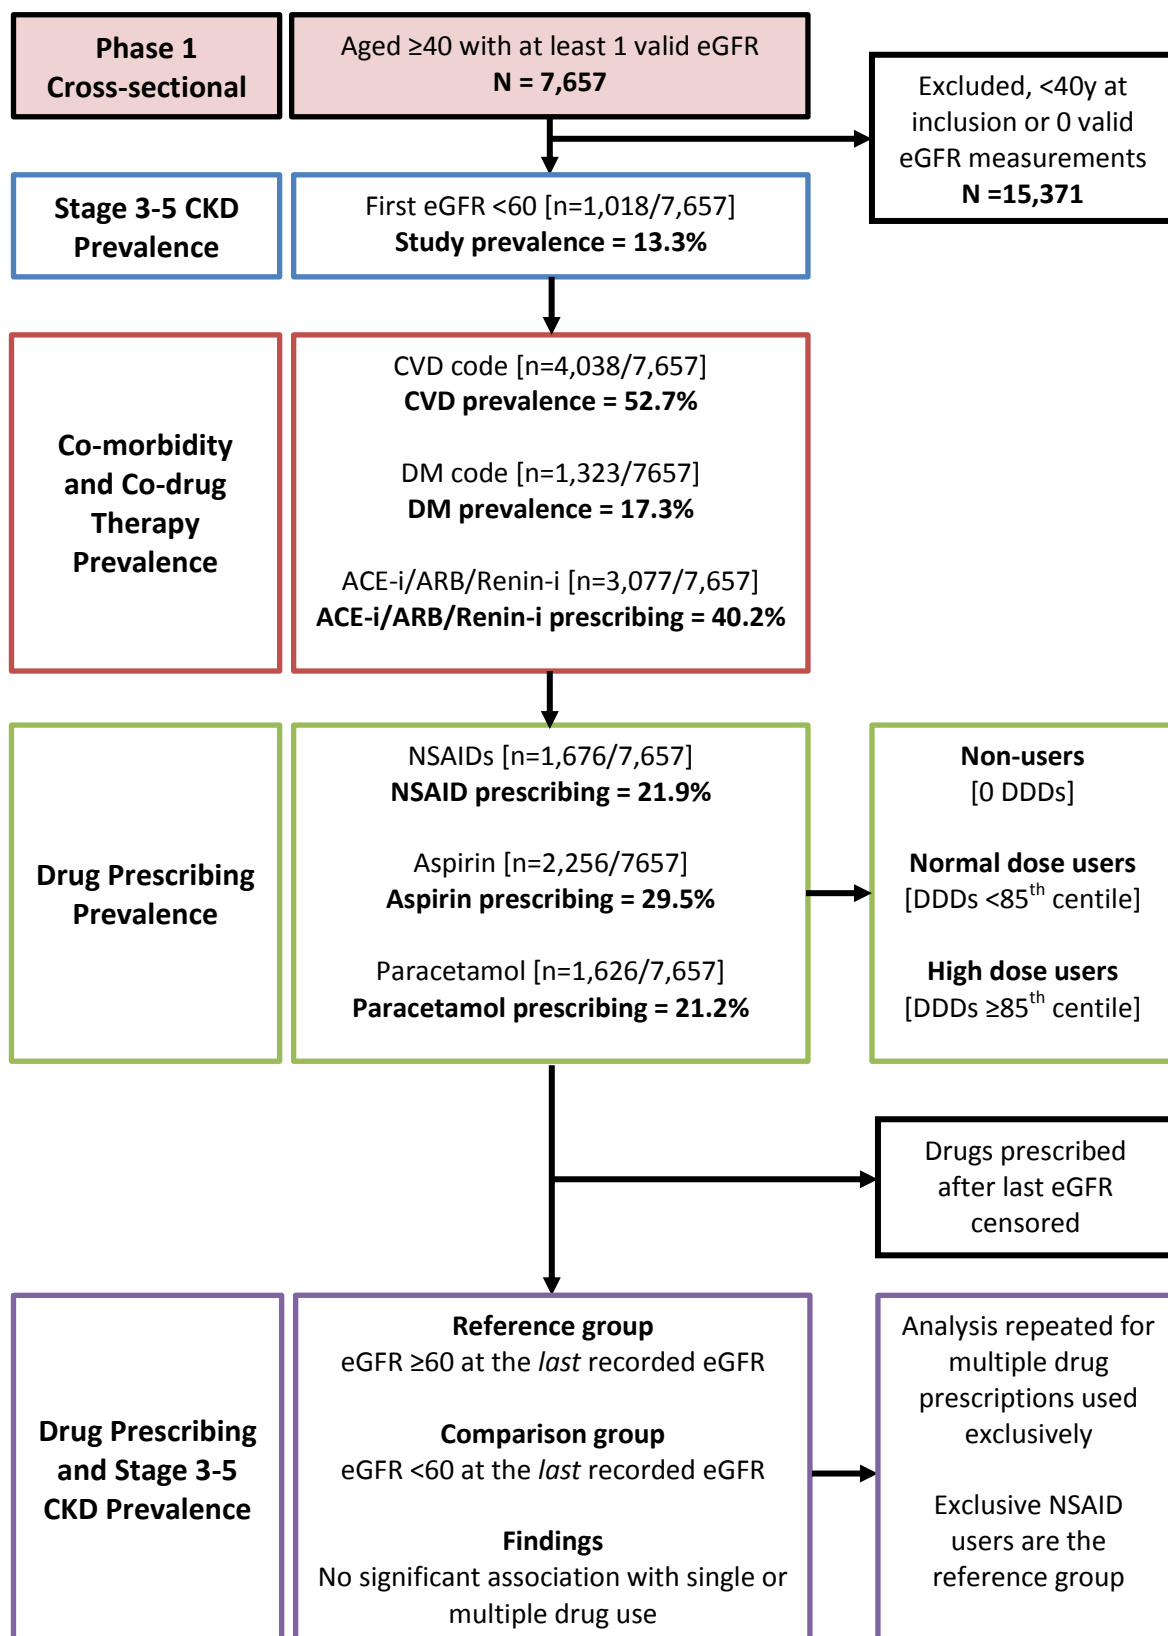 Phase 1
Cross-sectional
Aged ≥40 with at least 1 valid eGFR
N = 7,657
Excluded, <40y at
inclusion or 0 valid
eGFR measurements
N =15,371
Stage 3-5 CKD
Prevalence
First eGFR <60 [n=1,018/7,657]
Study prevalence = 13.3%
Co-morbidity
and Co-drug
Therapy
Prevalence
CVD code [n=4,038/7,657]
CVD prevalence = 52.7%
DM code [n=1,323/7657]
DM prevalence = 17.3%
ACE-i/ARB/Renin-i [n=3,077/7,657]
ACE-i/ARB/Renin-i prescribing = 40.2%
Drug Prescribing
Prevalence
NSAIDs [n=1,676/7,657]
NSAID prescribing = 21.9%
Aspirin [n=2,256/7657]
Aspirin prescribing = 29.5%
Paracetamol [n=1,626/7,657]
Paracetamol prescribing = 21.2%
Non-users
[0 DDDs]
Normal dose users
[DDDs <85th centile]
High dose users
[DDDs ≥85th centile]
Drugs prescribed
after last eGFR
censored
Drug Prescribing
and Stage 3-5
CKD Prevalence
Reference group
eGFR ≥60 at the last recorded eGFR
Comparison group
eGFR <60 at the last recorded eGFR
Findings
No significant association with single or
multiple drug use
Analysis repeated for
multiple drug
prescriptions used
exclusively
Exclusive NSAID
users are the
reference group